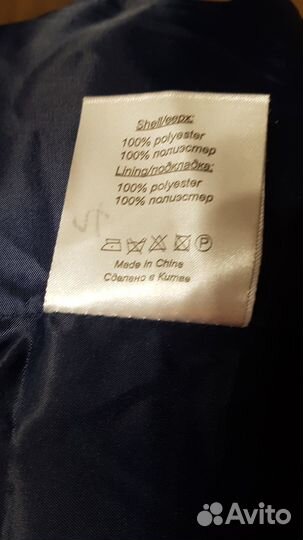 Shell/верх:
100% polyester
100% полиэстер
Lining/подкладка:
100% polyester
100% полиэстер
Made in China
Сделано в Китае
Avito